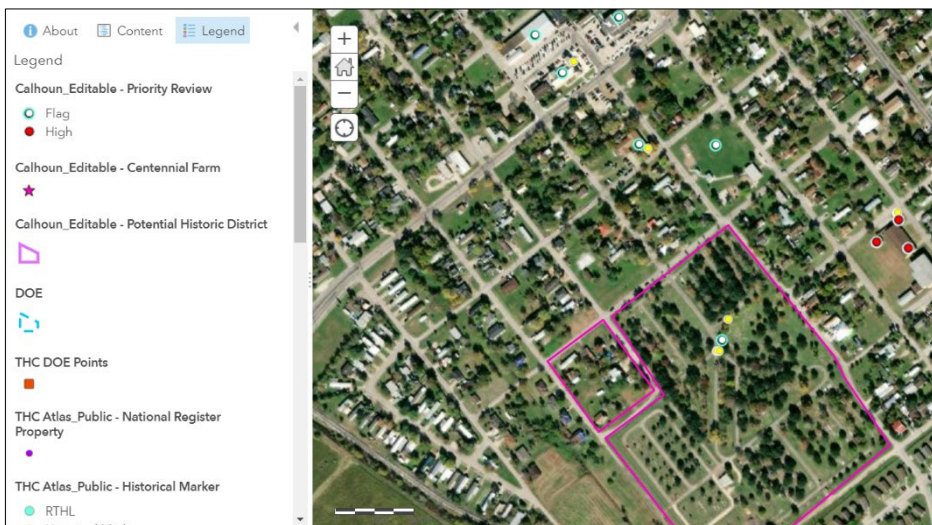 About Content Legend
Legend
Calhoun_Editable - Priority Review
Flag
High
Calhoun_Editable - Centennial Farm
Calhoun_Editable - Potential Historic District
DOE
THC DOE Points
THC Atlas_Public - National Register
Property
THC Atlas_Public - Historical Marker
RTHL